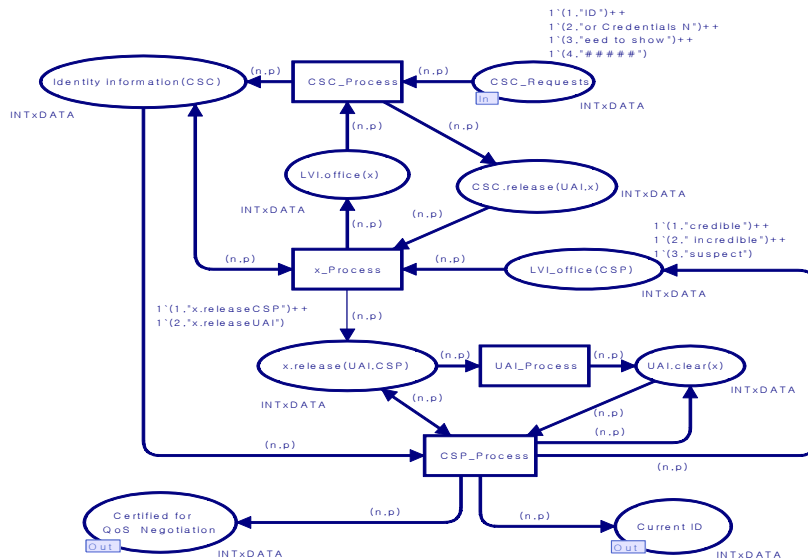 1`(1,"ID")++
1`(2,"or Credentials N")++
1`(3,"eed to show")++
1`(4,"#####")
(n,p)
(n,p)
Identity information(CSC)
CSC_Process
CSC_Requests
In
INTxDATA
INTxDATA
(n,p)
(n,p)
LVI.office(x)
CSC.release(UAI,x)
INTxDATA
INTxDATA
(n,p)
(n,p)
1`(1,"credible")++
1`(2," incredible")++
1`(3,"suspect")
(n,p)
(n,p)
x_Process
LVI_office(CSP)
INTxDATA
1`(1,"x.releaseCSP")++
1`(2,"x.releaseUAI")
(n,p)
(n,p)
(n,p)
x.release(UAI,CSP)
UAI_Process
UAI.clear(x)
INTxDATA
INTxDATA
(n,p)
(n,p)
(n,p)
(n,p)
CSP_Process
(n,p)
(n,p)
(n,p)
Certified for
QoS Negotiation
Current ID
Out
Out
INTxDATA
INTxDATA